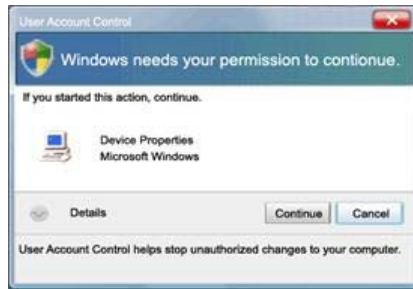 User Account Control
Windows needs your permission to contionue.
If you started this action, continue.
Device Properties
Microsoft Windows
Details
Continue
Cancel
User Account Control helps stop unauthorized changes to your computer.